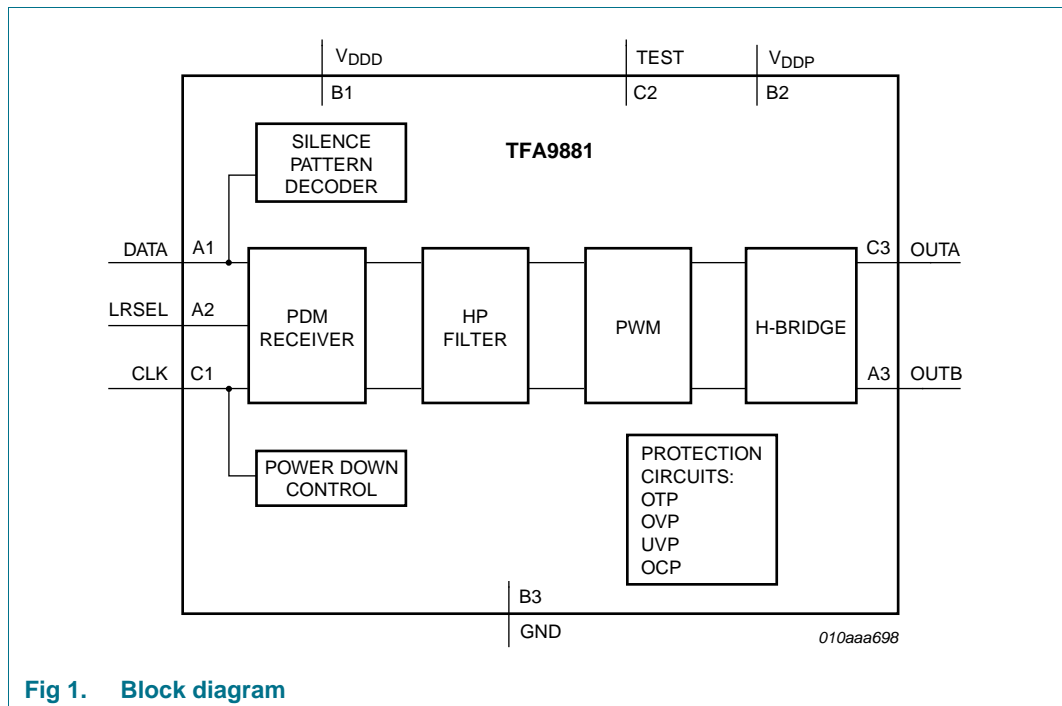 VDDD
TEST
VDDP
B1
C2
B2
SILENCE
PATTERN
DECODER
TFA9881
DATA
A1
C3
OUTA
LRSEL
A2
PDM
RECEIVER
HP
FILTER
PWM
H-BRIDGE
CLK
C1
A3
OUTB
POWER DOWN
CONTROL
PROTECTION
CIRCUITS:
OTP
OVP
UVP
OCP
B3
GND
010aaa698
Fig 1. Block diagram